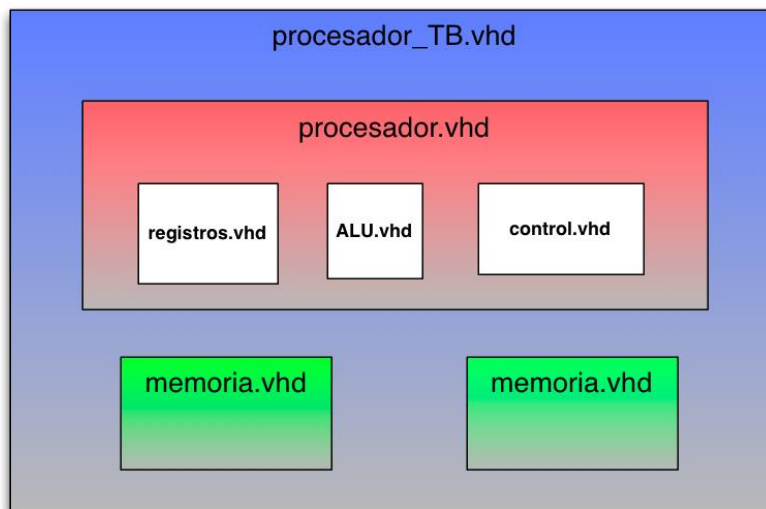 procesador_TB.vhd
procesador.vhd
registros.vhd
ALU.vhd
control.vhd
memoria.vhd
memoria.vhd